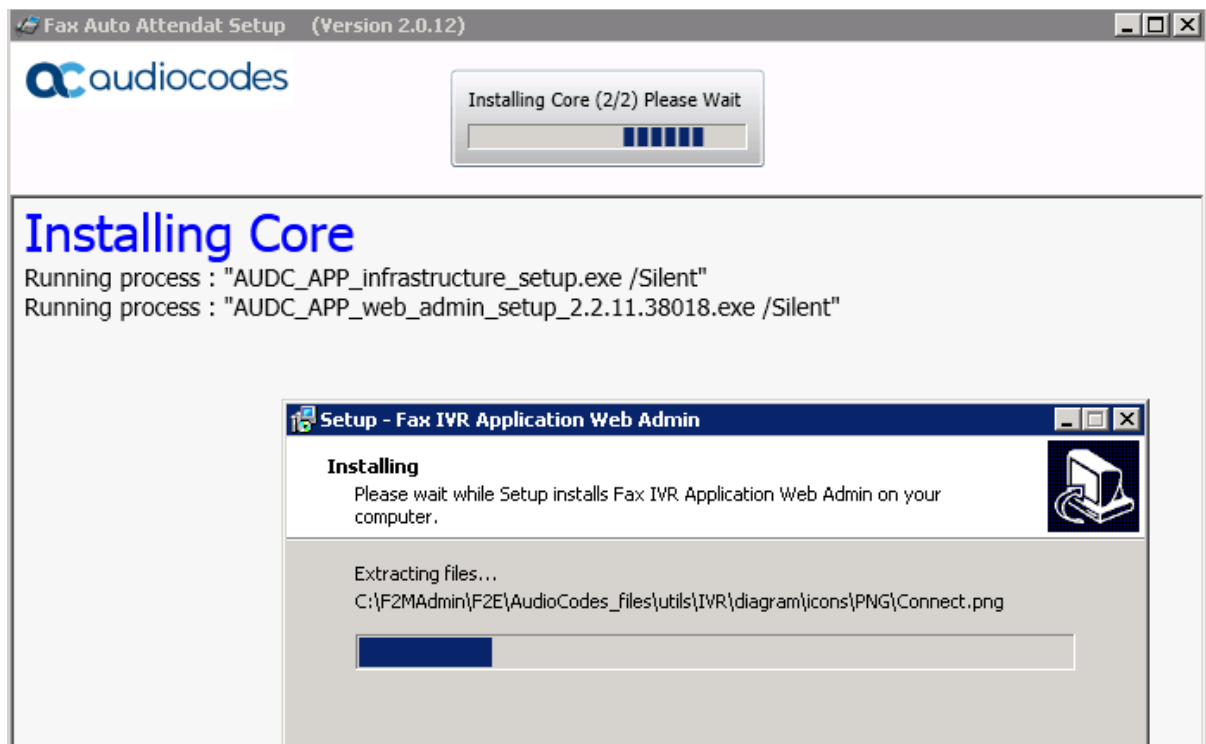 Fax Auto Attendat Setup (Version 2.0.12)
audiocodes
Installing Core (2/2) Please Wait
Installing Core
Running process : "AUDC_APP_infrastructure_setup.exe /Silent"
Running process : "AUDC_APP_web_admin_setup_2.2.11.38018.exe /Silent"
Setup - Fax IVR Application Web Admin
Installing
Please wait while Setup installs Fax IVR Application Web Admin on your
computer.
Extracting files...
C:\F2MAdmin\F2E\AudioCodes_files\utils\IVR\diagram\icons\PNG\Connect.png